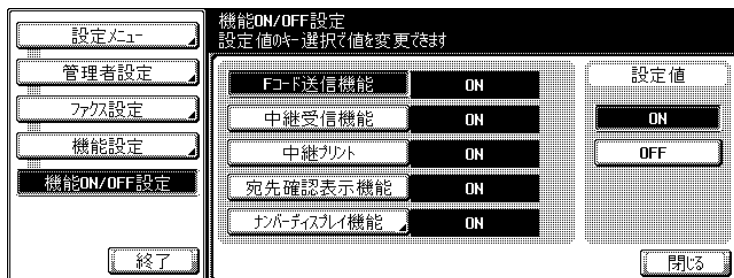 設定ﾒﾆｭｰ
管理者設定
ﾌｧｸｽ設定
機能設定
機能ON/OFF設定
終了
機能ON/OFF設定
設定値のｷｰ選択で値を変更できます
Fｺｰﾄﾞ送信機能 ON
中継受信機能 ON
中継ﾌﾟﾘﾝﾄ ON
宛先確認表示機能 ON
ﾅﾝﾊﾞｰﾃﾞｨｽﾌﾟﾚｲ機能 ON
設定値
ON
OFF
閉じる